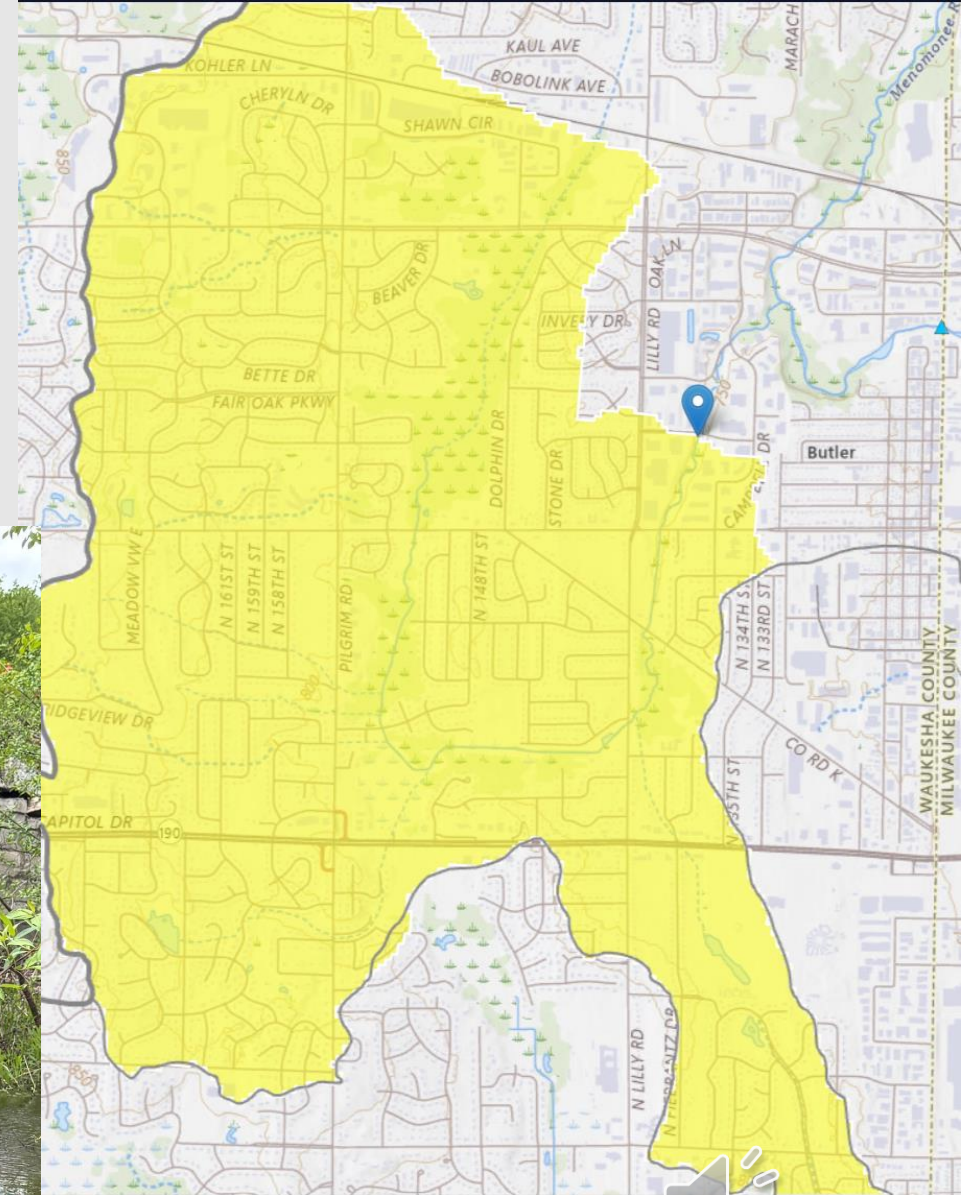 KAUL AVE
MARACH
Menomonee R
KOHLER LN
BOBOLINK AVE
CHERYLN DR
SHAWN CIR
850
OAK LN
BEAVER DR
INVERY DR
LILLY RD
BETTE DR
750
FAIR OAK PKWY
DOLPHIN DR
STONE DR
DR
Butler
MEADOW VW E
N 161ST ST
N 159TH ST
N 158TH ST
PILGRIM RD
N 148TH ST
N 134TH ST
N 133RD ST
800
RIDGEVIEW DR
WAUKESHA COUNTY
MILWAUKEE COUNTY
CO RD K
CAPITOL DR
190
N LILLY RD
850